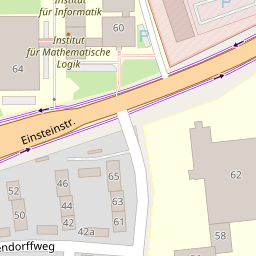 Institut
für Informatik
60
P
Institut
für Mathematische
Logik
64
P
Einsteinstr.
65
46
52
44
63
62
50
42
61
42a
58
endorffweg